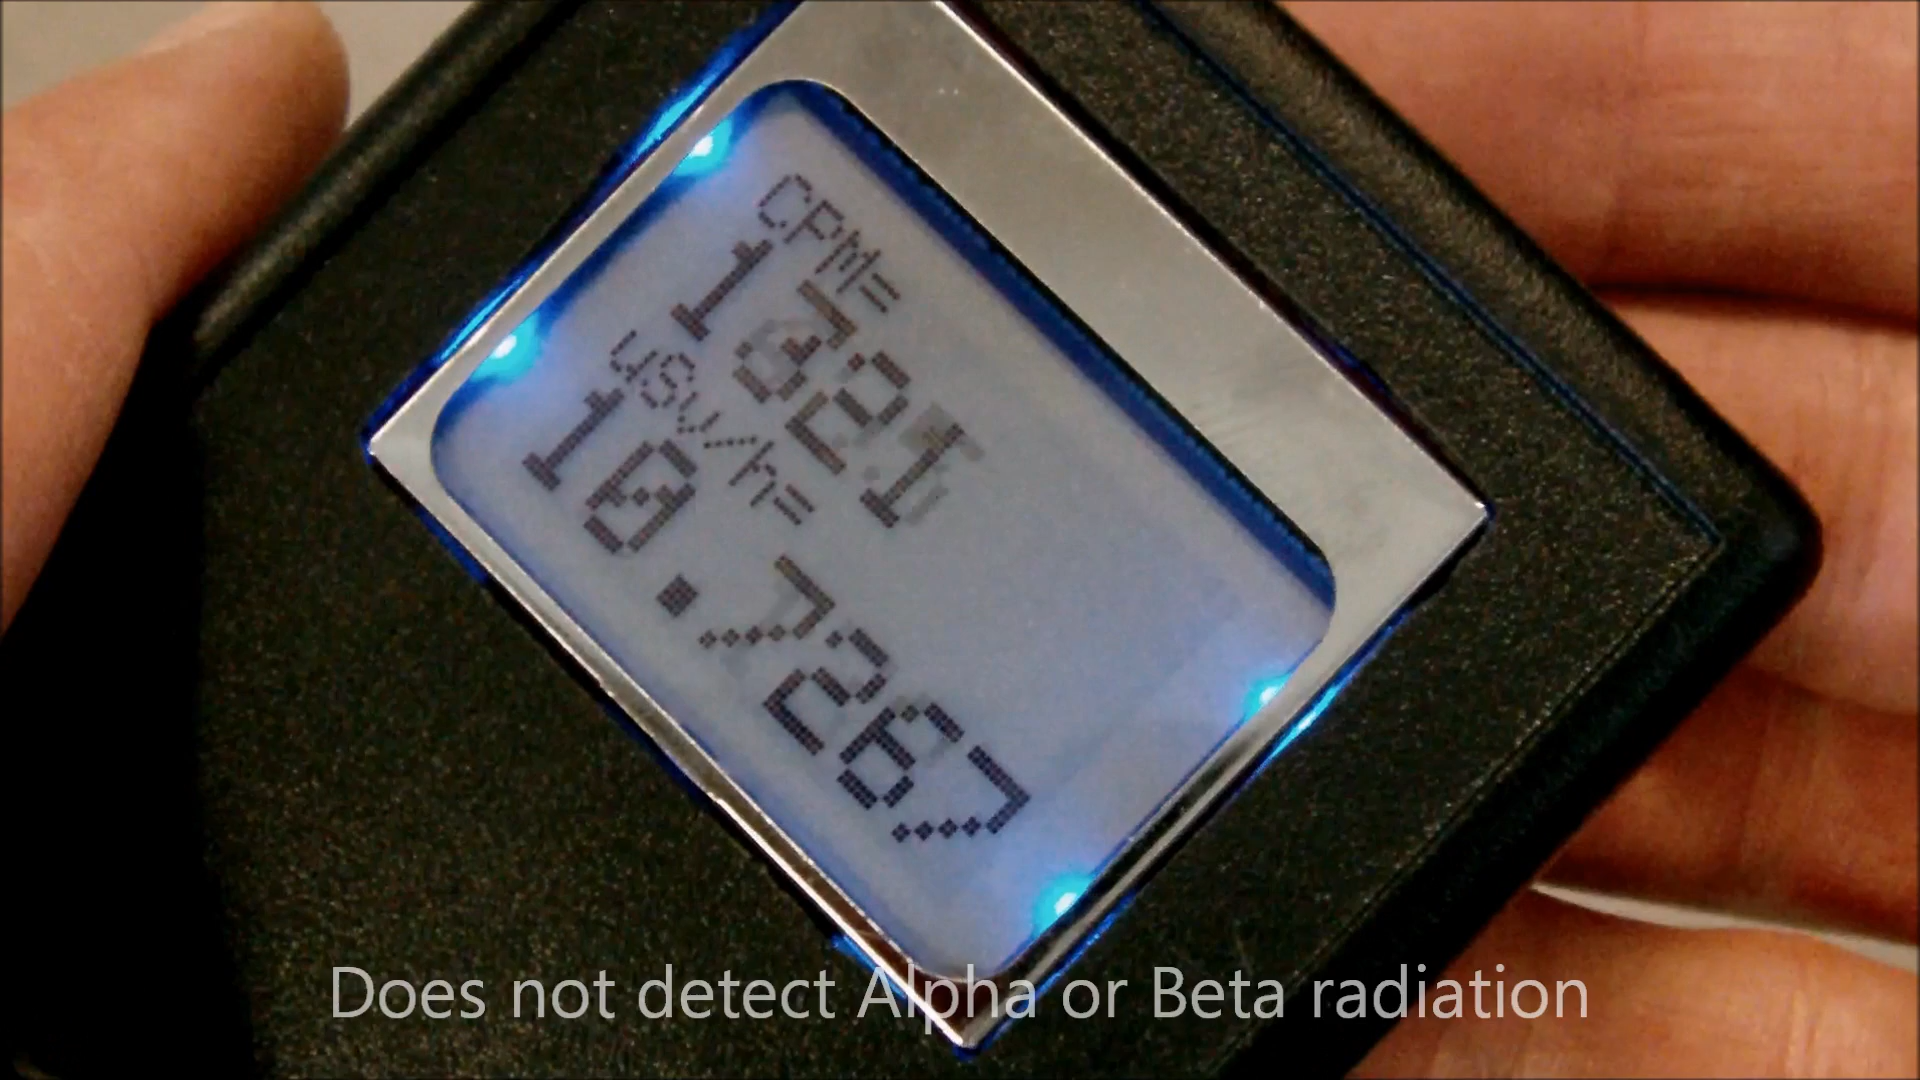 CPM=
1321
uSv/h=
10.7267
Does not detect Alpha or Beta radiation